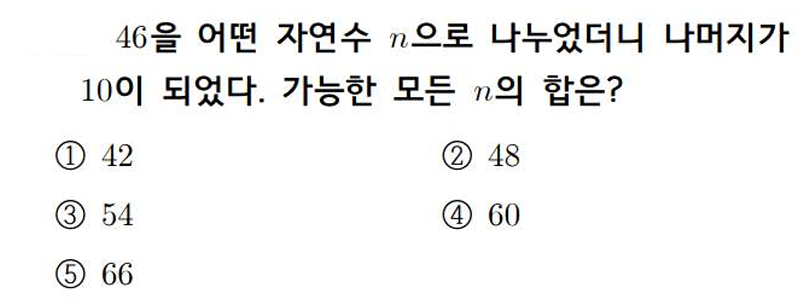 46을 어떤 자연수 n으로 나누었더니 나머지가
10이 되었다. 가능한 모든 n의 합은?
① 42 ② 48
③ 54 ④ 60
⑤ 66